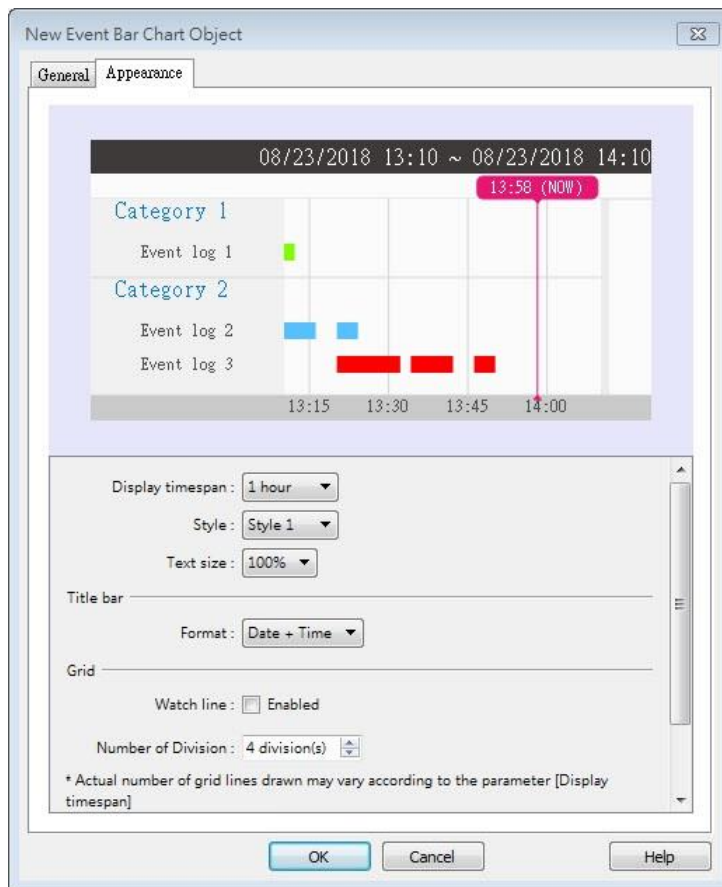 New Event Bar Chart Object
General Appearance
08/23/2018 13:10 ~ 08/23/2018 14:10
13:58 (NOW)
Category 1
Event log 1
Category 2
Event log 2
Event log 3
13:15 13:30 13:45 14:00
Display timespan : 1 hour
Style : Style 1
Text size : 100%
Title bar
Format : Date + Time
Grid
Watch line : Enabled
Number of Division : 4 division(s)
* Actual number of grid lines drawn may vary according to the parameter [Display
timespan]
OK Cancel Help